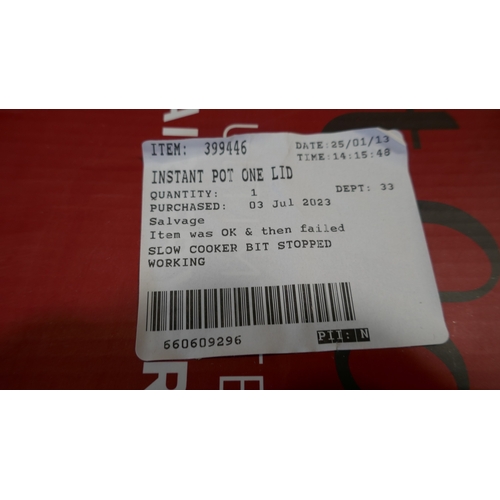 ITEM: 399446 DATE:25/01/13
TIME:14:15:48
INSTANT POT ONE LID
QUANTITY: 1 DEPT: 33
PURCHASED: 03 Jul 2023
Salvage
Item was OK & then failed
SLOW COOKER BIT STOPPED
WORKING
660609296 PII: N